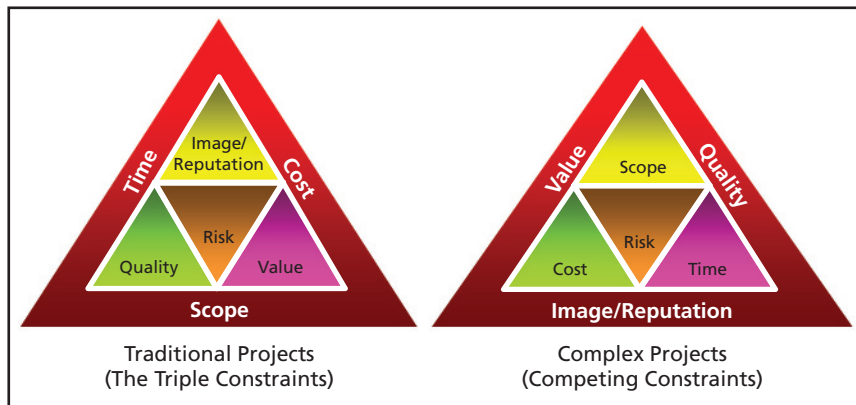 Time
Cost
Image/
Reputation
Quality
Risk
Value
Scope
Traditional Projects
(The Triple Constraints)
Value
Quality
Scope
Cost
Risk
Time
Image/Reputation
Complex Projects
(Competing Constraints)